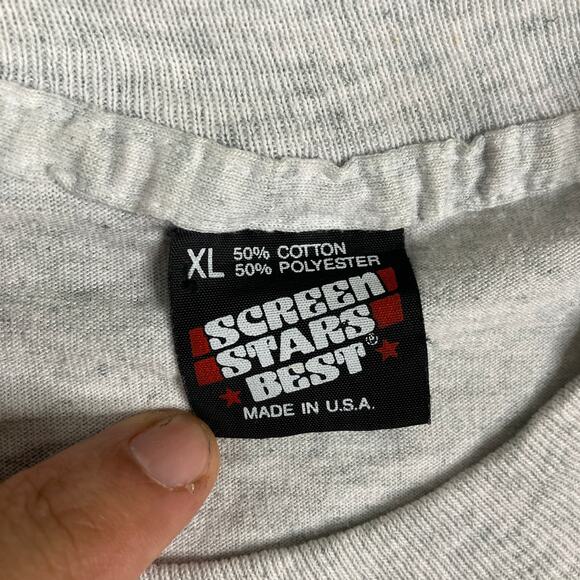 XL 50% COTTON
50% POLYESTER
SCREEN
STARS
BEST®
MADE IN U.S.A.